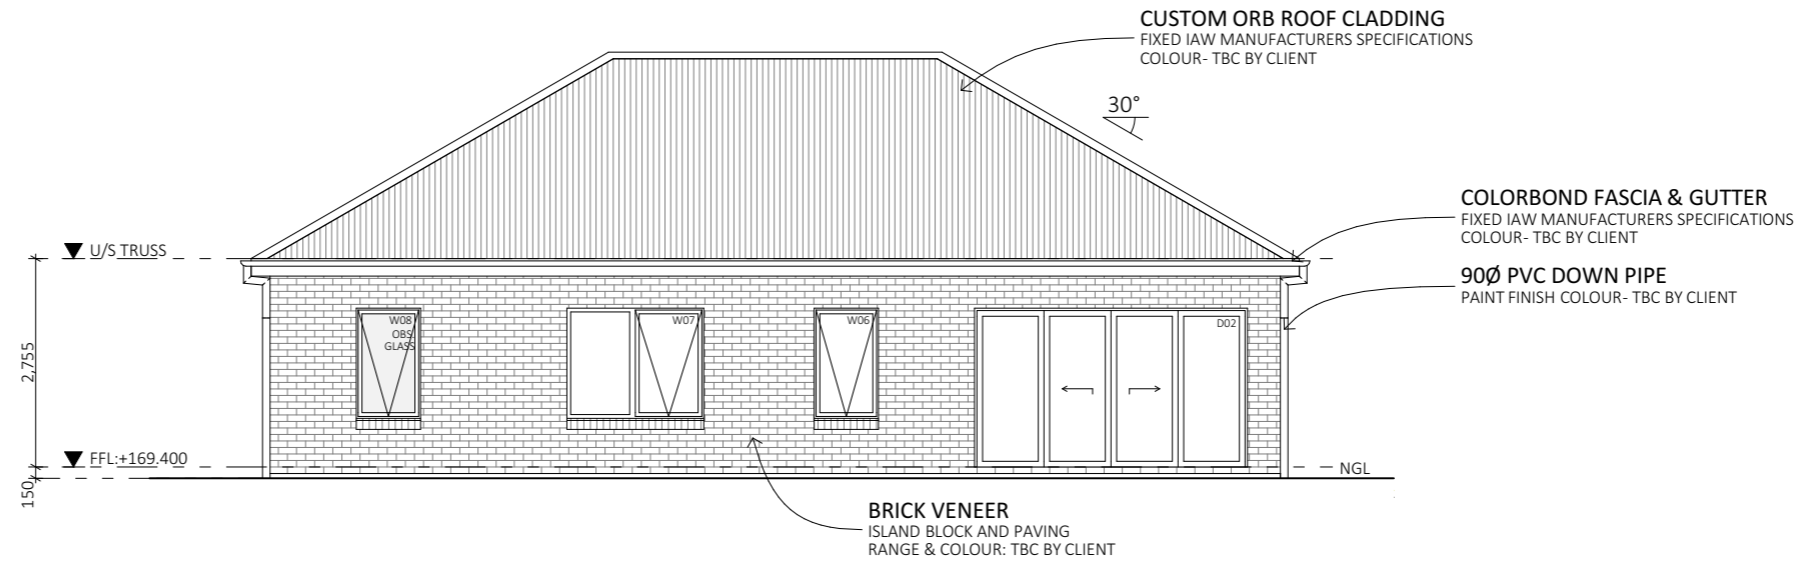 CUSTOM ORB ROOF CLADDING
FIXED IAW MANUFACTURERS SPECIFICATIONS
COLOUR- TBC BY CLIENT
30°
COLORBOND FASCIA & GUTTER
FIXED IAW MANUFACTURERS SPECIFICATIONS
COLOUR- TBC BY CLIENT
U/S TRUSS
90Ø PVC DOWN PIPE
PAINT FINISH COLOUR- TBC BY CLIENT
W08
OBS.
GLASS
W07
W06
D02
2,755
FFL:+169.400
NGL
150
BRICK VENEER
ISLAND BLOCK AND PAVING
RANGE & COLOUR: TBC BY CLIENT